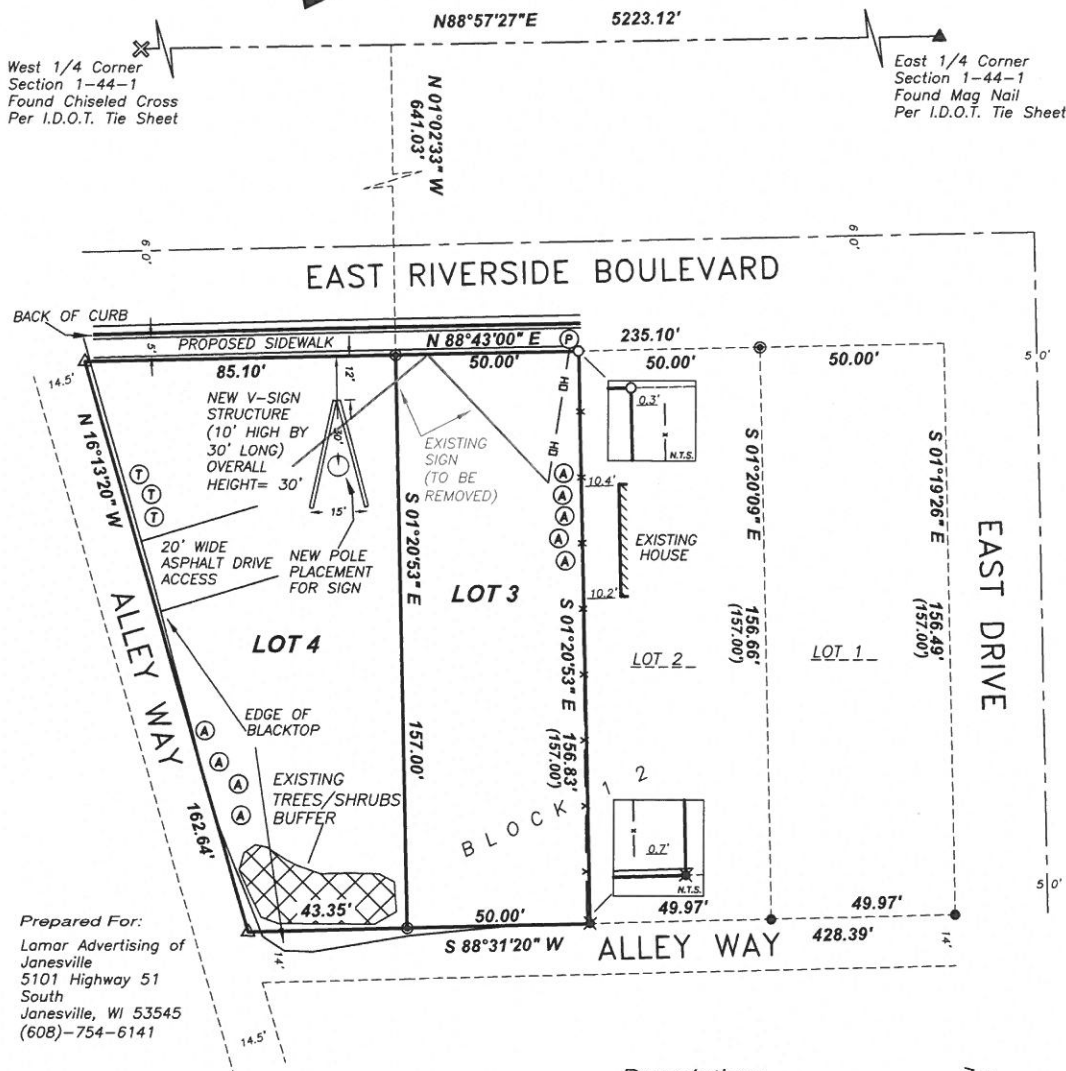 N88°57'27"E 5223.12'
West 1/4 Corner
Section 1-44-1
Found Chiseled Cross
Per I.D.O.T. Tie Sheet
East 1/4 Corner
Section 1-44-1
Found Mag Nail
Per I.D.O.T. Tie Sheet
N 01°02'33" W
641.03'
60'
60'
EAST RIVERSIDE BOULEVARD
BACK OF CURB
5'
PROPOSED SIDEWALK
N 88°43'00" E
P
235.10'
85.10'
50.00'
50.00'
50.00'
50'
14.5'
12'
NEW V-SIGN
STRUCTURE
(10' HIGH BY
30' LONG)
OVERALL
HEIGHT= 30'
30'
15'
EXISTING
SIGN
(TO BE
REMOVED)
HD
HD
0.3'
N.T.S.
N 16°13'20" W
T
T
T
A
A
A
A
A
10.4'
EXISTING
HOUSE
10.2'
20' WIDE
ASPHALT DRIVE
ACCESS
NEW POLE
PLACEMENT
FOR SIGN
S 01°20'53" E
157.00'
LOT 3
S 01°20'53" E
156.83'
(157.00')
S 01°20'09" E
156.66'
(157.00')
S 01°19'26" E
156.49'
(157.00')
EAST DRIVE
LOT 4
LOT 2
LOT 1
ALLEY WAY
EDGE OF
BLACKTOP
A
A
A
A
162.64'
EXISTING
TREES/SHRUBS
BUFFER
BLOCK 12
0.7'
N.T.S.
50'
43.35'
50.00'
49.97'
49.97'
S 88°31'20" W
ALLEY WAY
428.39'
14'
14'
14.5'
Prepared For:
Lamar Advertising of
Janesville
5101 Highway 51
South
Janesville, WI 53545
(608)-754-6141